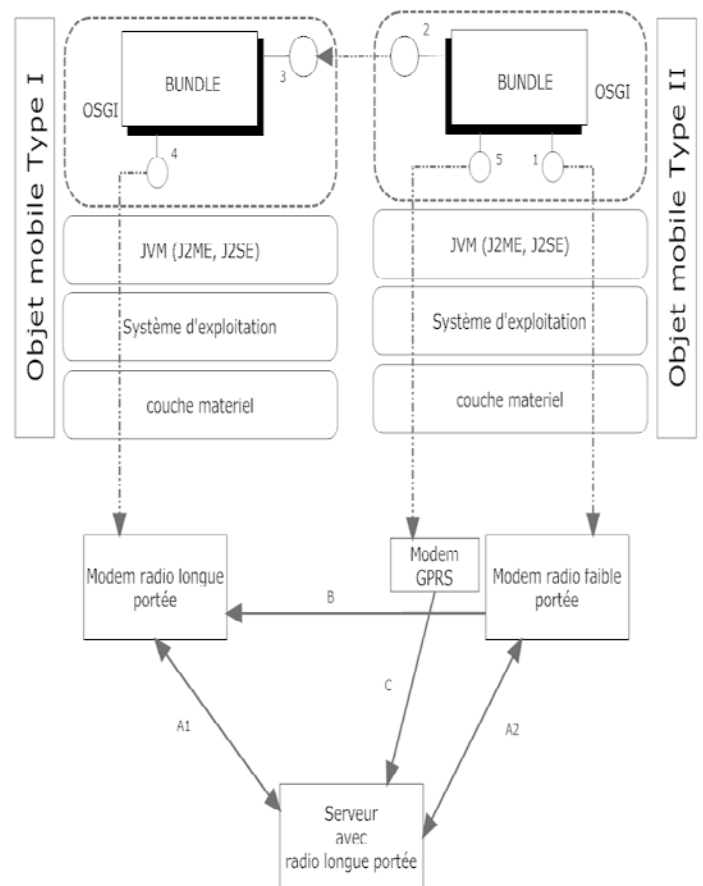 Objet mobile Type I
BUNDLE
OSGI
3
4
JVM (J2ME, J2SE)
Système d'exploitation
couche materiel
2
BUNDLE
OSGI
5
1
JVM (J2ME, J2SE)
Système d'exploitation
couche materiel
Objet mobile Type II
Modem radio longue
portée
Modem
GPRS
Modem radio faible
portée
B
C
A1
A2
Serveur
avec
radio longue portée